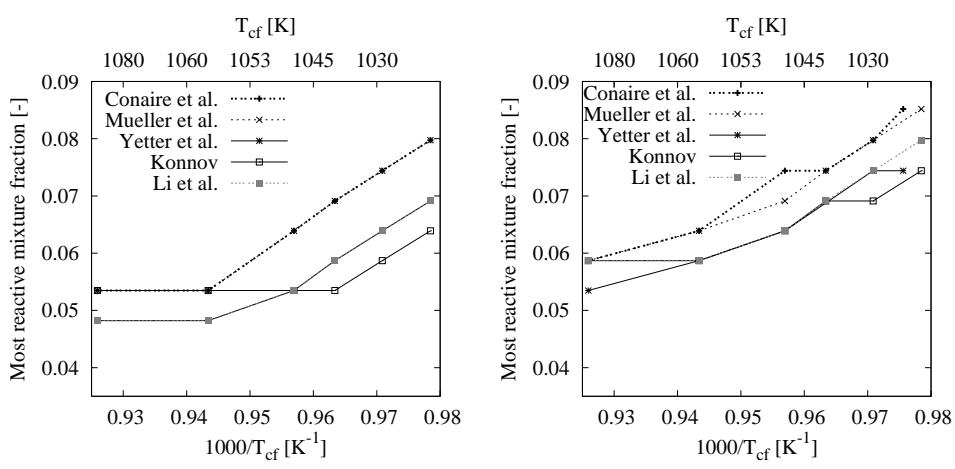 T_cf [K]
1080 1060 1053 1045 1030
0.09
0.08
0.07
0.06
0.05
0.04
Most reactive mixture fraction [-]
Conaire et al.
Mueller et al.
Yetter et al.
Konnov
Li et al.
0.93 0.94 0.95 0.96 0.97 0.98
1000/T_cf [K^-1]
T_cf [K]
1080 1060 1053 1045 1030
0.09
0.08
0.07
0.06
0.05
0.04
Most reactive mixture fraction [-]
Conaire et al.
Mueller et al.
Yetter et al.
Konnov
Li et al.
0.93 0.94 0.95 0.96 0.97 0.98
1000/T_cf [K^-1]